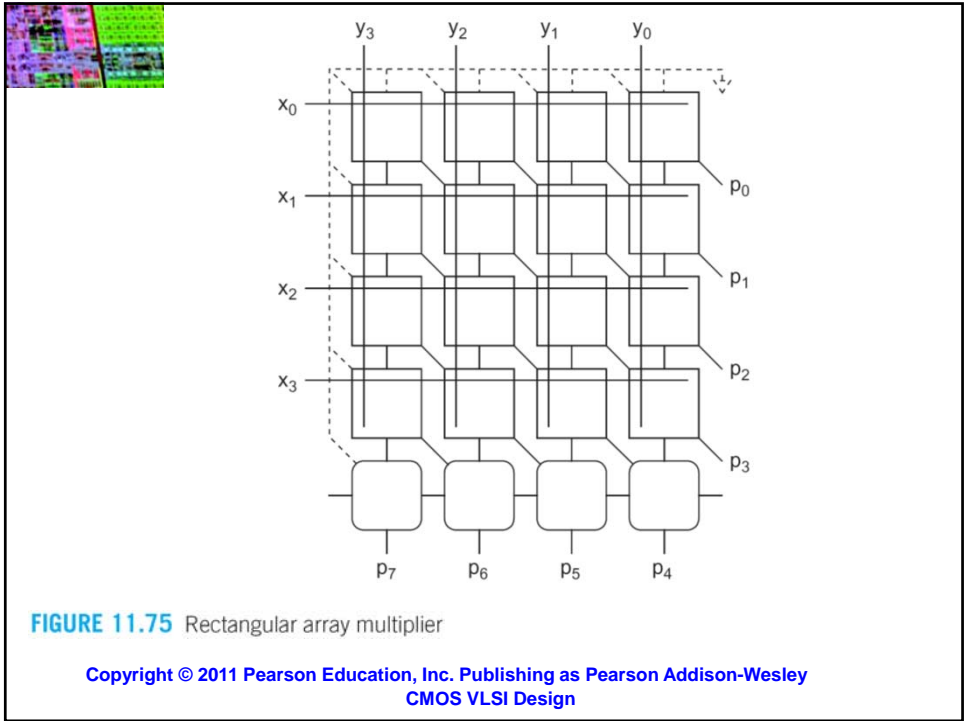 y3 y2 y1 y0
x0
p0
x1
p1
x2
p2
x3
p3
p7 p6 p5 p4
FIGURE 11.75 Rectangular array multiplier
Copyright © 2011 Pearson Education, Inc. Publishing as Pearson Addison-Wesley
CMOS VLSI Design